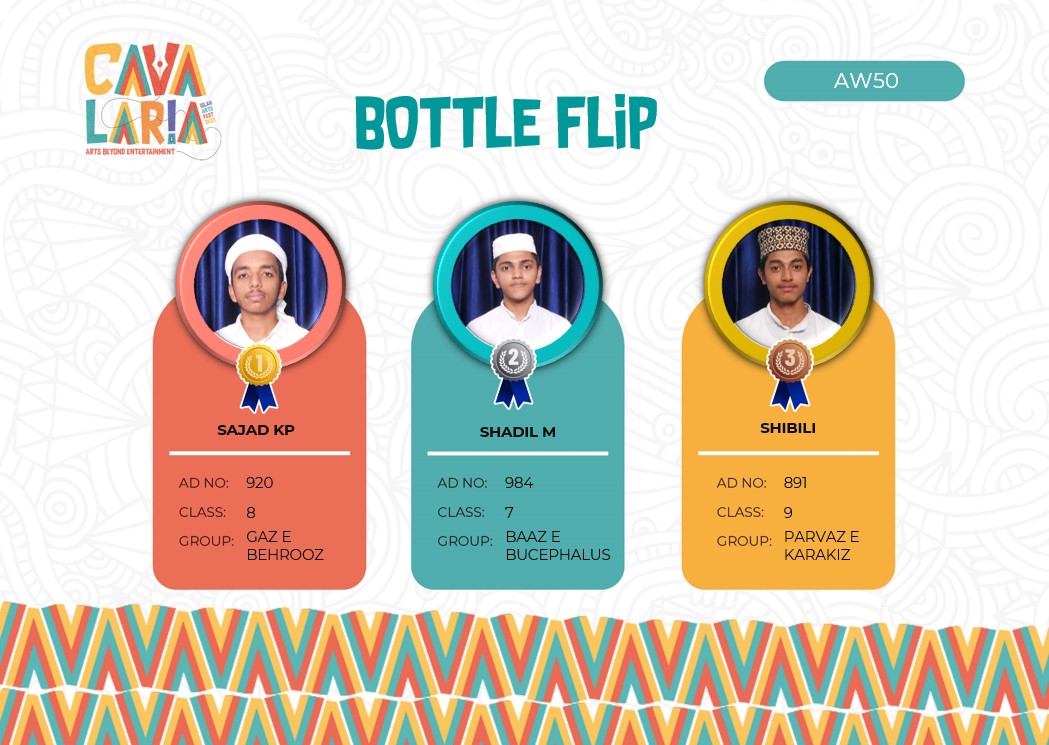 CAVA
LARIA
ARTS BEYOND ENTERTAINMENT
BOTTLE FLiP
AW50
1
SAJAD KP
AD NO: 920
CLASS: 8
GROUP: GAZ E
BEHROOZ
2
SHADIL M
AD NO: 984
CLASS: 7
GROUP: BAAZ E
BUCEPHALUS
3
SHIBILI
AD NO: 891
CLASS: 9
GROUP: PARVAZ E
KARAKIZ